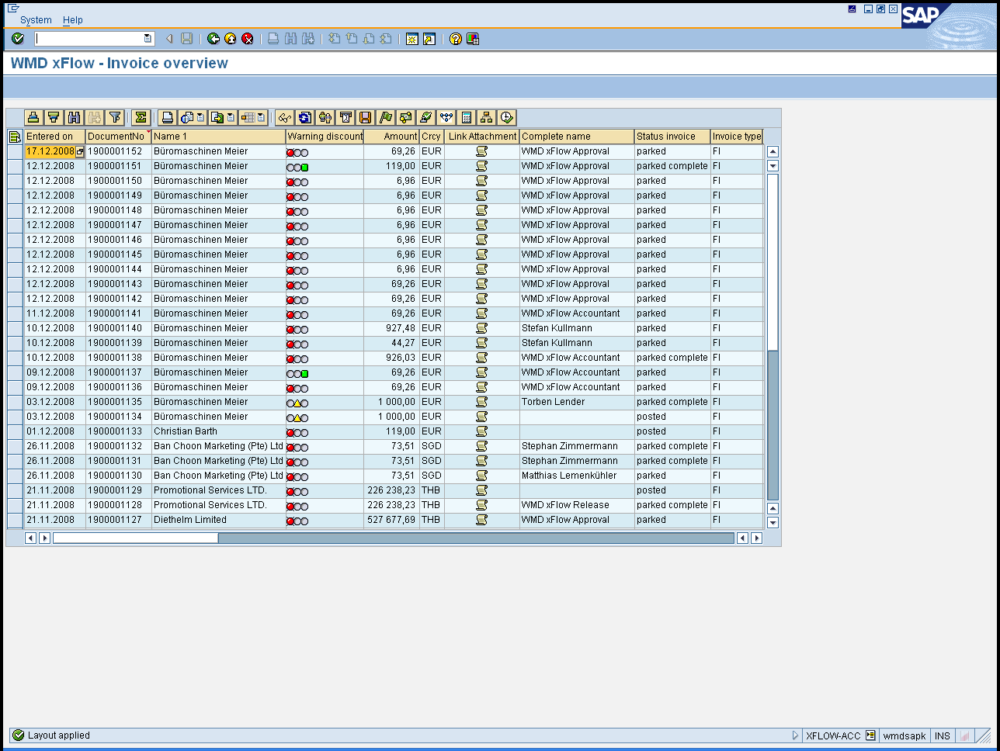 System Help
SAP
WMD xFlow - Invoice overview
Entered on DocumentNo Name 1 Warning discount Amount Crcy Link Attachment Complete name Status invoice Invoice type
17.12.2008 1900001152 Büromaschinen Meier 69,26 EUR WMD xFlow Approval parked FI
12.12.2008 1900001151 Büromaschinen Meier 119,00 EUR WMD xFlow Approval parked complete FI
12.12.2008 1900001150 Büromaschinen Meier 6,96 EUR WMD xFlow Approval parked FI
12.12.2008 1900001149 Büromaschinen Meier 6,96 EUR WMD xFlow Approval parked FI
12.12.2008 1900001148 Büromaschinen Meier 6,96 EUR WMD xFlow Approval parked FI
12.12.2008 1900001147 Büromaschinen Meier 6,96 EUR WMD xFlow Approval parked FI
12.12.2008 1900001146 Büromaschinen Meier 6,96 EUR WMD xFlow Approval parked FI
12.12.2008 1900001145 Büromaschinen Meier 6,96 EUR WMD xFlow Approval parked FI
12.12.2008 1900001144 Büromaschinen Meier 6,96 EUR WMD xFlow Approval parked FI
12.12.2008 1900001143 Büromaschinen Meier 69,26 EUR WMD xFlow Approval parked FI
12.12.2008 1900001142 Büromaschinen Meier 69,26 EUR WMD xFlow Approval parked FI
11.12.2008 1900001141 Büromaschinen Meier 69,26 EUR WMD xFlow Accountant parked FI
10.12.2008 1900001140 Büromaschinen Meier 927,48 EUR Stefan Kullmann parked FI
10.12.2008 1900001139 Büromaschinen Meier 44,27 EUR Stefan Kullmann parked FI
10.12.2008 1900001138 Büromaschinen Meier 926,03 EUR WMD xFlow Accountant parked complete FI
09.12.2008 1900001137 Büromaschinen Meier 69,26 EUR WMD xFlow Accountant parked FI
09.12.2008 1900001136 Büromaschinen Meier 69,26 EUR WMD xFlow Accountant parked FI
03.12.2008 1900001135 Büromaschinen Meier 1 000,00 EUR Torben Lender parked complete FI
03.12.2008 1900001134 Büromaschinen Meier 1 000,00 EUR posted FI
01.12.2008 1900001133 Christian Barth 119,00 EUR posted FI
26.11.2008 1900001132 Ban Choon Marketing (Pte) Ltd 73,51 SGD Stephan Zimmermann parked complete FI
26.11.2008 1900001131 Ban Choon Marketing (Pte) Ltd 73,51 SGD Stephan Zimmermann parked complete FI
26.11.2008 1900001130 Ban Choon Marketing (Pte) Ltd 73,51 SGD Matthias Lemenkühler parked FI
21.11.2008 1900001129 Promotional Services LTD. 226 238,23 THB posted FI
21.11.2008 1900001128 Promotional Services LTD. 226 238,23 THB WMD xFlow Release parked complete FI
21.11.2008 1900001127 Diethelm Limited 527 677,69 THB WMD xFlow Approval parked FI
Layout applied XFLOW-ACC wmdsapk INS